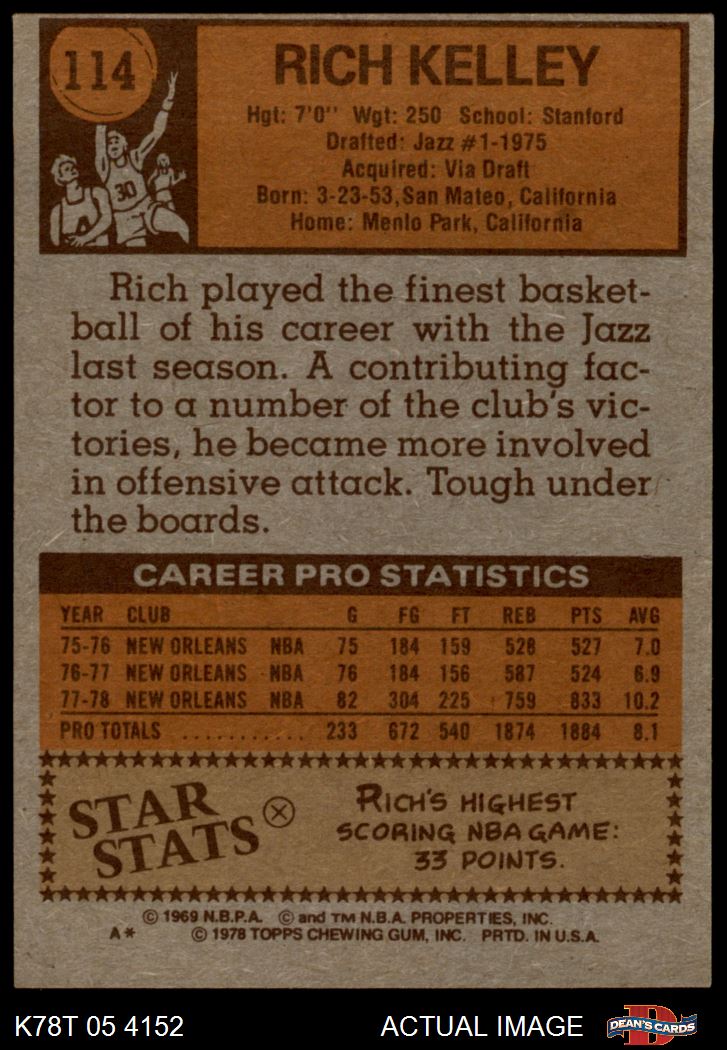 114
RICH KELLEY
Hgt: 7'0" Wgt: 250 School: Stanford
Drafted: Jazz #1-1975
Acquired: Via Draft
Born: 3-23-53, San Mateo, California
Home: Menlo Park, California
30
Rich played the finest basket-
ball of his career with the Jazz
last season. A contributing fac-
tor to a number of the club's vic-
tories, he became more involved
in offensive attack. Tough under
the boards.
CAREER PRO STATISTICS
YEAR CLUB G FG FT REB PTS AVG
75-76 NEW ORLEANS NBA 75 184 159 528 527 7.0
76-77 NEW ORLEANS NBA 76 184 156 587 524 6.9
77-78 NEW ORLEANS NBA 82 304 225 759 833 10.2
PRO TOTALS ............ 233 672 540 1874 1884 8.1
STAR
STATS
RICH'S HIGHEST
SCORING NBA GAME:
33 POINTS.
© 1969 N.B.P.A. © and TM N.B.A. PROPERTIES, INC.
A* © 1978 TOPPS CHEWING GUM, INC. PRTD. IN U.S.A.
K78T 05 4152 ACTUAL IMAGE
D
DEAN'S CARDS